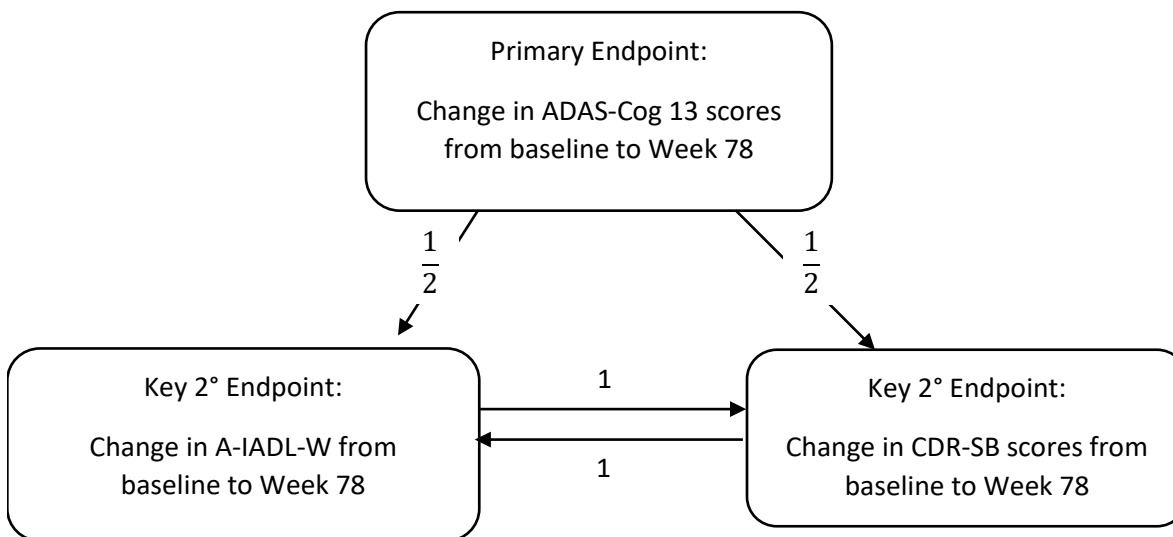 Primary Endpoint:
Change in ADAS-Cog 13 scores
from baseline to Week 78
1
2
1
2
Key 2° Endpoint:
Change in A-IADL-W from
baseline to Week 78
1
1
Key 2° Endpoint:
Change in CDR-SB scores from
baseline to Week 78